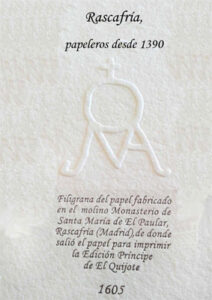 Rascafría,
papeleros desde 1390
Filigrana del papel fabricado
en el molino Monasterio de
Santa María de El Paular,
Rascafría (Madrid),de donde
salió el papel para imprimir
la Edición Príncipe
de El Quijote
1605